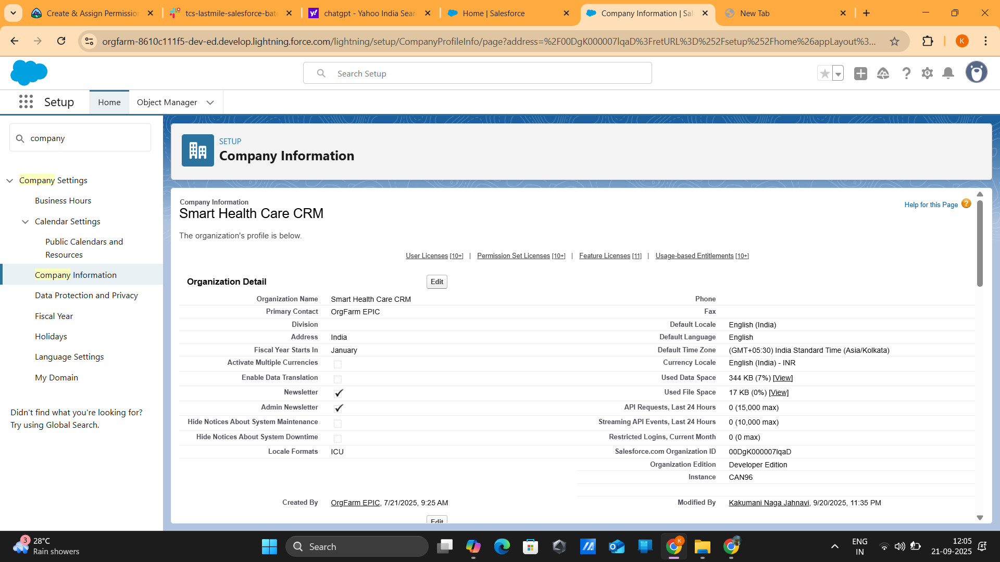 Create & Assign Permissio
tcs-lastmile-salesforce-bat
chatgpt - Yahoo India Sear
Home | Salesforce
Company Information | Sal
New Tab
orgfarm-8610c111f5-dev-ed.develop.lightning.force.com/lightning/setup/CompanyProfileInfo/page?address=%2F00DgK000007lqaD%3FretURL%3D%252Fsetup%252Fhome%26appLayout%3...
K
Search Setup
Setup
Home
Object Manager
company
Company Settings
Business Hours
Calendar Settings
Public Calendars and
Resources
Company Information
Data Protection and Privacy
Fiscal Year
Holidays
Language Settings
My Domain
Didn't find what you're looking for?
Try using Global Search.
SETUP
Company Information
Company Information
Smart Health Care CRM
Help for this Page
The organization's profile is below.
User Licenses [10+] | Permission Set Licenses [10+] | Feature Licenses [11] | Usage-based Entitlements [10+]
Organization Detail
Edit
Organization Name Smart Health Care CRM
Phone
Primary Contact OrgFarm EPIC
Fax
Division
Default Locale English (India)
Address India
Default Language English
Fiscal Year Starts In January
Default Time Zone (GMT+05:30) India Standard Time (Asia/Kolkata)
Activate Multiple Currencies
Currency Locale English (India) - INR
Enable Data Translation
Used Data Space 344 KB (7%) [View]
Newsletter
Used File Space 17 KB (0%) [View]
Admin Newsletter
API Requests, Last 24 Hours 0 (15,000 max)
Hide Notices About System Maintenance
Streaming API Events, Last 24 Hours 0 (10,000 max)
Hide Notices About System Downtime
Restricted Logins, Current Month 0 (0 max)
Locale Formats ICU
Salesforce.com Organization ID 00DgK000007lqaD
Organization Edition Developer Edition
Instance CAN96
Created By OrgFarm EPIC, 7/21/2025, 9:25 AM
Modified By Kakumani Naga Jahnavi, 9/20/2025, 11:35 PM
Edit
3
28°C
Rain showers
Search
K
ENG
IN
12:05
21-09-2025